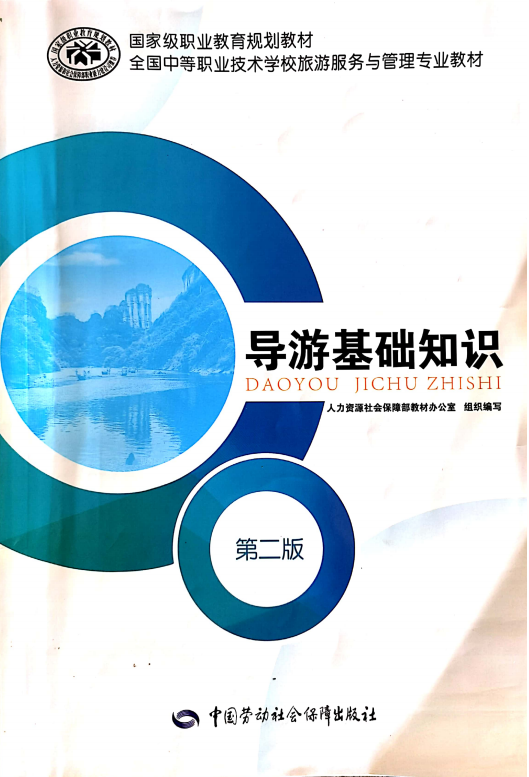 国家级职业教育规划教材
全国中等职业技术学校旅游服务与管理专业教材
导游基础知识
DAOYOU JICHU ZHISHI
人力资源社会保障部教材办公室 组织编写
第二版
中国劳动社会保障出版社